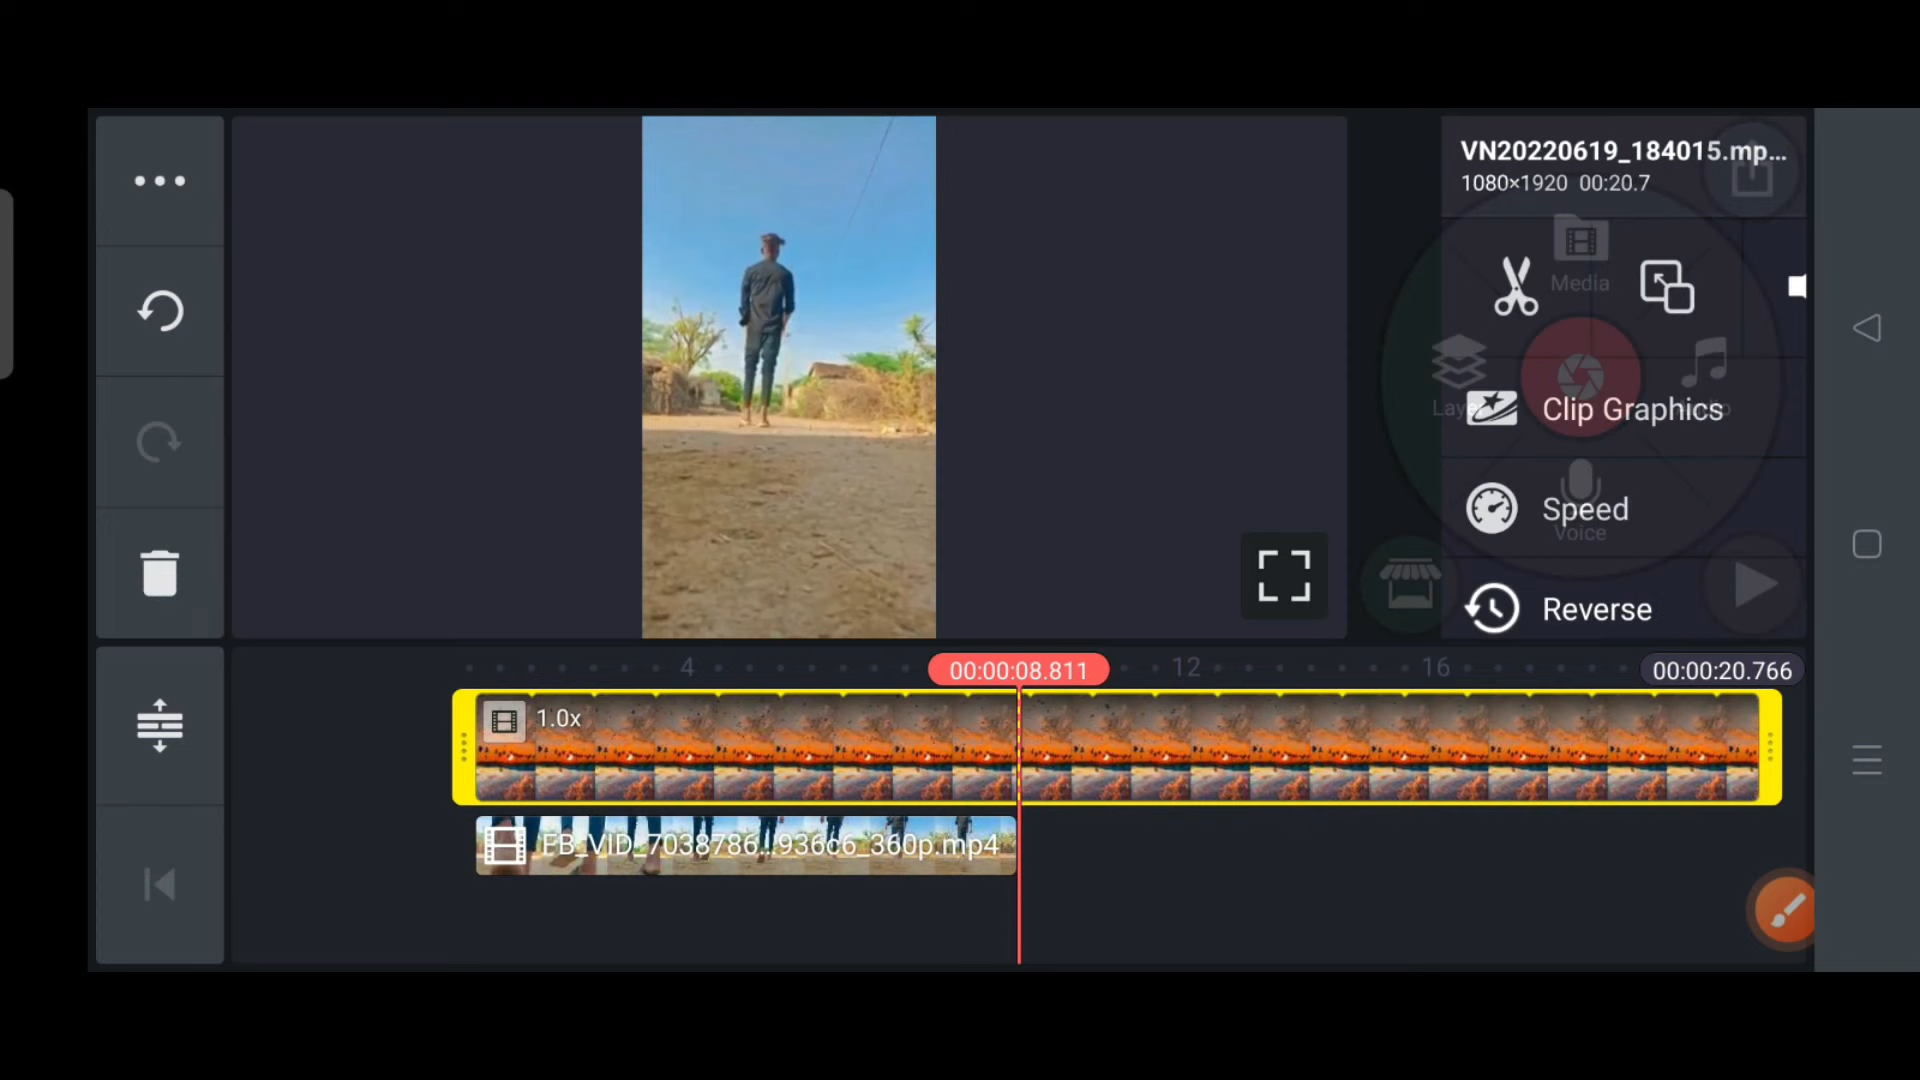 VN20220619_184015.mp...
1080×1920 00:20.7
Media
Layer
Audio
Clip Graphics
Speed
Voice
Reverse
4
00:00:08.811
12
16
00:00:20.766
1.0x
FB_VID_7038786...936c6_360p.mp4